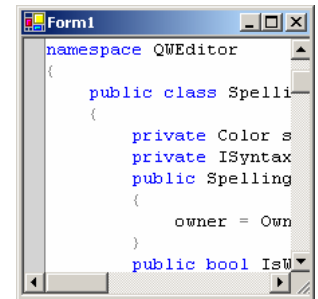 Form1
namespace QWEditor
{
public class Spelli
{
private Color s
private ISyntax
public Spelling
{
owner = Own
}
public bool IsW